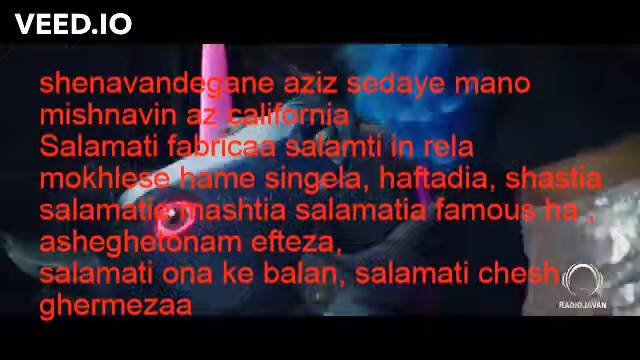 VEED.IO
shenavandegane aziz sedaye mano
mishnavin az california
Salamati fabricaa salamti in rela
mokhlese hame singela, haftadia, shastia
salamatie mashtia salamatia famous ha ,
asheghetonam efteza,
salamati ona ke balan, salamati chesh
ghermezaa
RADIOJAVAN